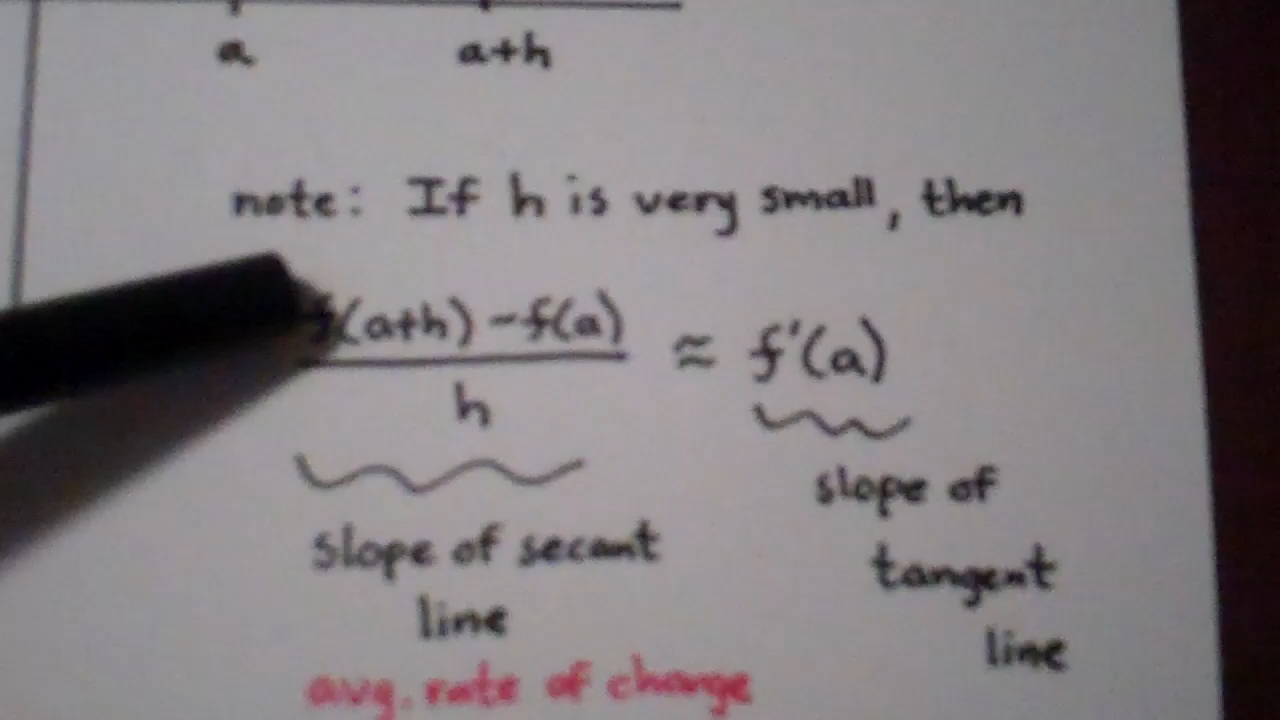 a a+h
note: If h is very small, then
f(a+h) - f(a) ≈ f'(a)
h
slope of secant line
slope of tangent line
avg. rate of change